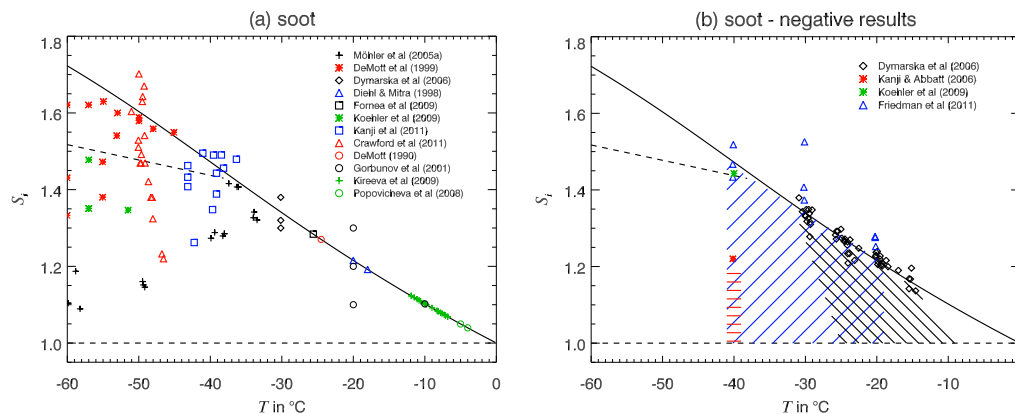 (a) soot
(b) soot - negative results
1.8
1.6
1.4
1.2
1.0
Si
-60
-50
-40
-30
-20
-10
0
T in °C
Möhler et al (2005a)
DeMott et al (1999)
Dymarska et al (2006)
Diehl & Mitra (1998)
Fornea et al (2009)
Koehler et al (2009)
Kanji et al (2011)
Crawford et al (2011)
DeMott (1990)
Gorbunov et al (2001)
Kireeva et al (2009)
Popovicheva et al (2008)
1.8
1.6
1.4
1.2
1.0
Si
-60
-50
-40
-30
-20
-10
T in °C
Dymarska et al (2006)
Kanji & Abbatt (2006)
Koehler et al (2009)
Friedman et al (2011)